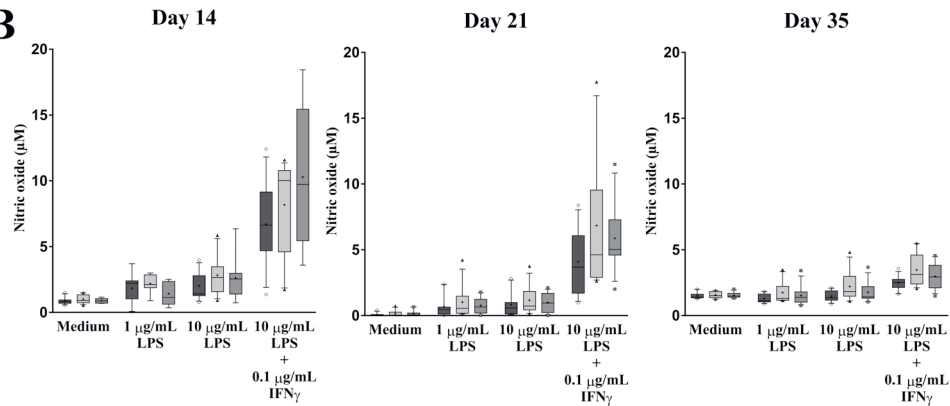 B
Day 14
Day 21
Day 35
Nitric oxide (µM)
20
15
10
5
0
Medium
1 µg/mL
LPS
10 µg/mL
LPS
10 µg/mL
LPS
+
0.1 µg/mL
IFNγ
Nitric oxide (µM)
20
15
10
5
0
Medium
1 µg/mL
LPS
10 µg/mL
LPS
10 µg/mL
LPS
+
0.1 µg/mL
IFNγ
Nitric oxide (µM)
20
15
10
5
0
Medium
1 µg/mL
LPS
10 µg/mL
LPS
10 µg/mL
LPS
+
0.1 µg/mL
IFNγ